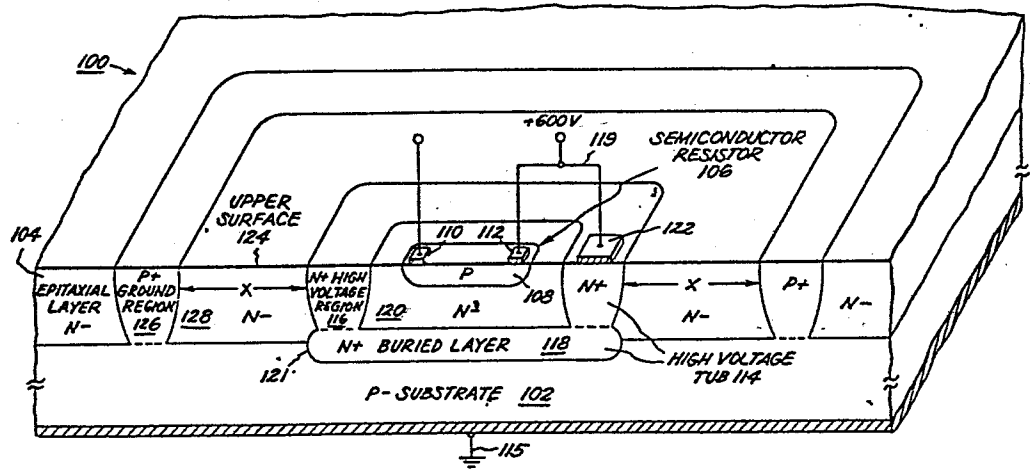 100
+600V
119
SEMICONDUCTOR
RESISTOR
106
UPPER
SURFACE
124
104
110
112
122
EPITAXIAL
LAYER
N-
P+
GROUND
REGION
126
X
128
N-
N+ HIGH
VOLTAGE
REGION
116
120
P
108
N+
X
N-
P+
N-
121
N+ BURIED LAYER 118
HIGH VOLTAGE
TUB 114
P- SUBSTRATE 102
115